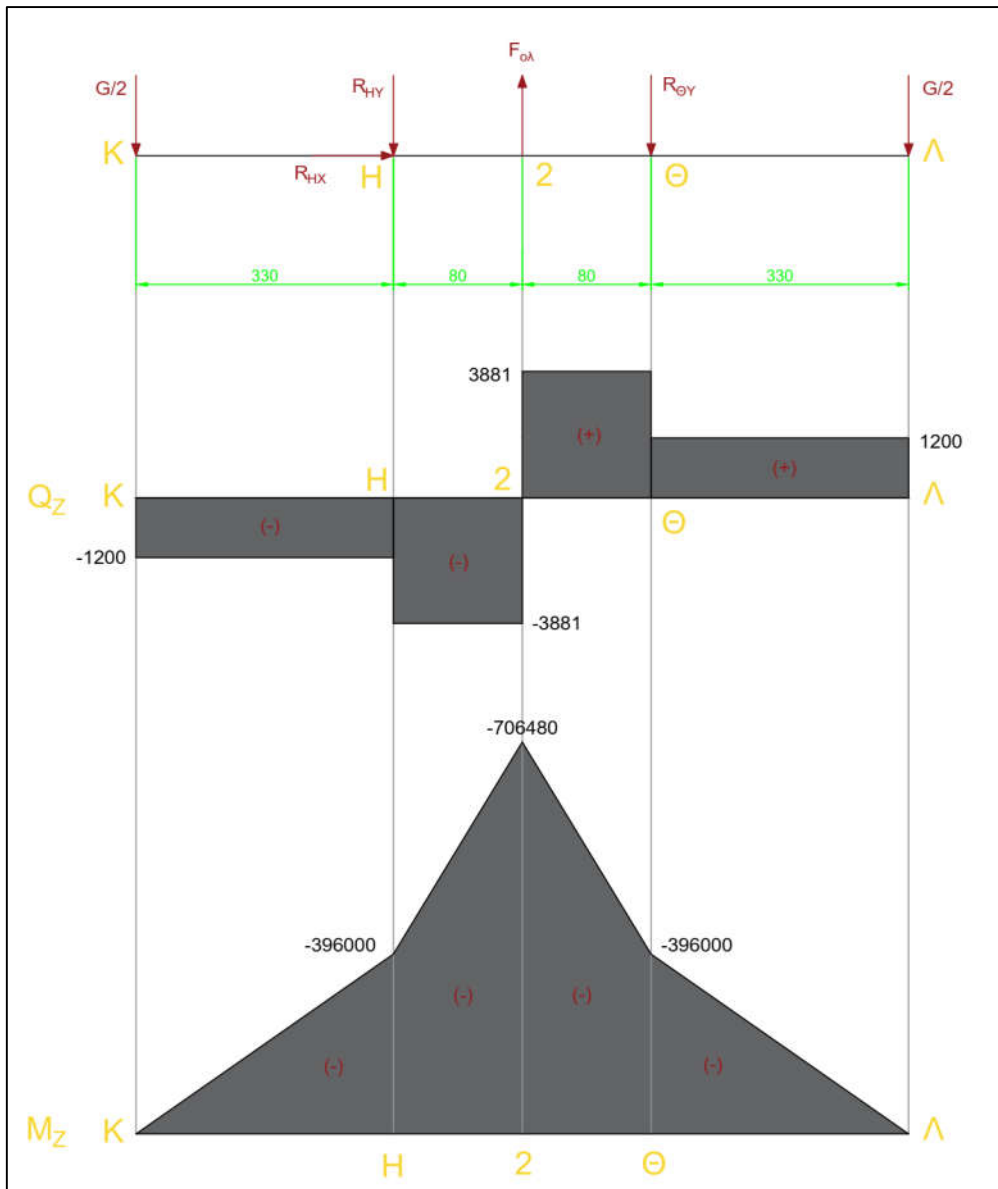 F_ολ
G/2 R_HY R_ΘY G/2
K Λ
R_HX H 2 Θ
330 80 80 330
3881
(+) 1200
(+)
H 2
Q_Z K Λ
(-) Θ
-1200 (-)
-3881
-706480
-396000 -396000
(-) (-)
(-) (-)
M_Z K Λ
H 2 Θ